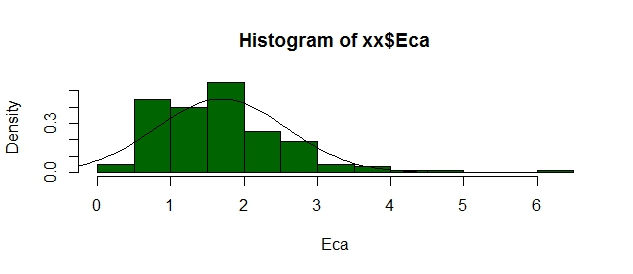 Histogram of xx$Eca
Density
0.3
0.0
0 1 2 3 4 5 6
Eca